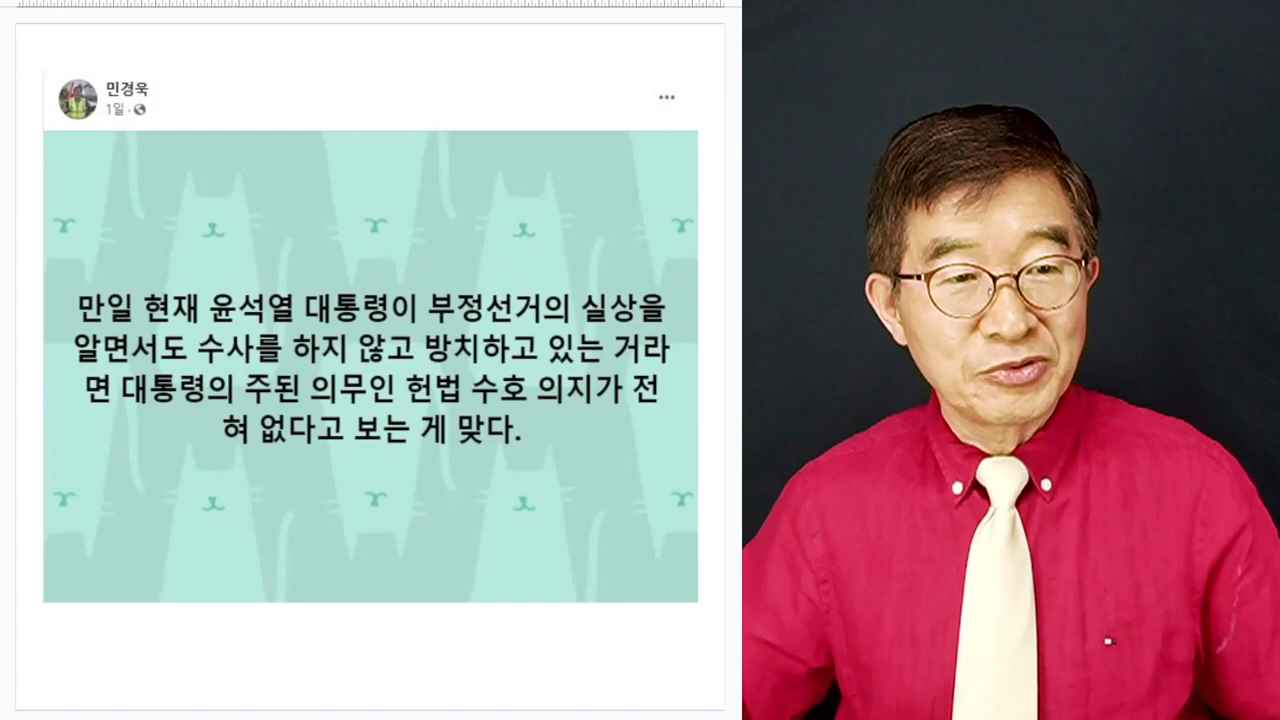 민경욱
1일 ·
만일 현재 윤석열 대통령이 부정선거의 실상을
알면서도 수사를 하지 않고 방치하고 있는 거라
면 대통령의 주된 의무인 헌법 수호 의지가 전
혀 없다고 보는 게 맞다.